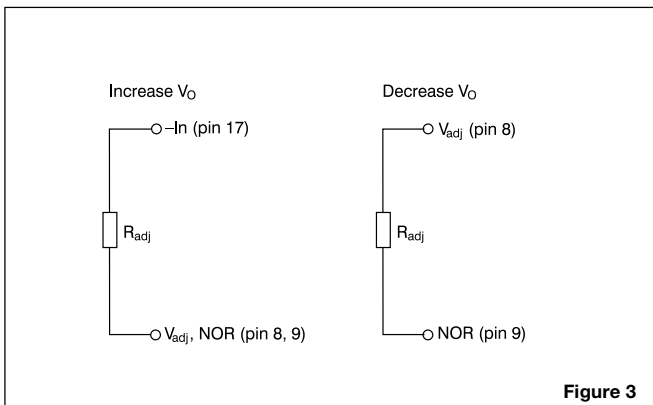 Increase VO
–In (pin 17)
Radj
Vadj, NOR (pin 8, 9)
Decrease VO
Vadj (pin 8)
Radj
NOR (pin 9)
Figure 3